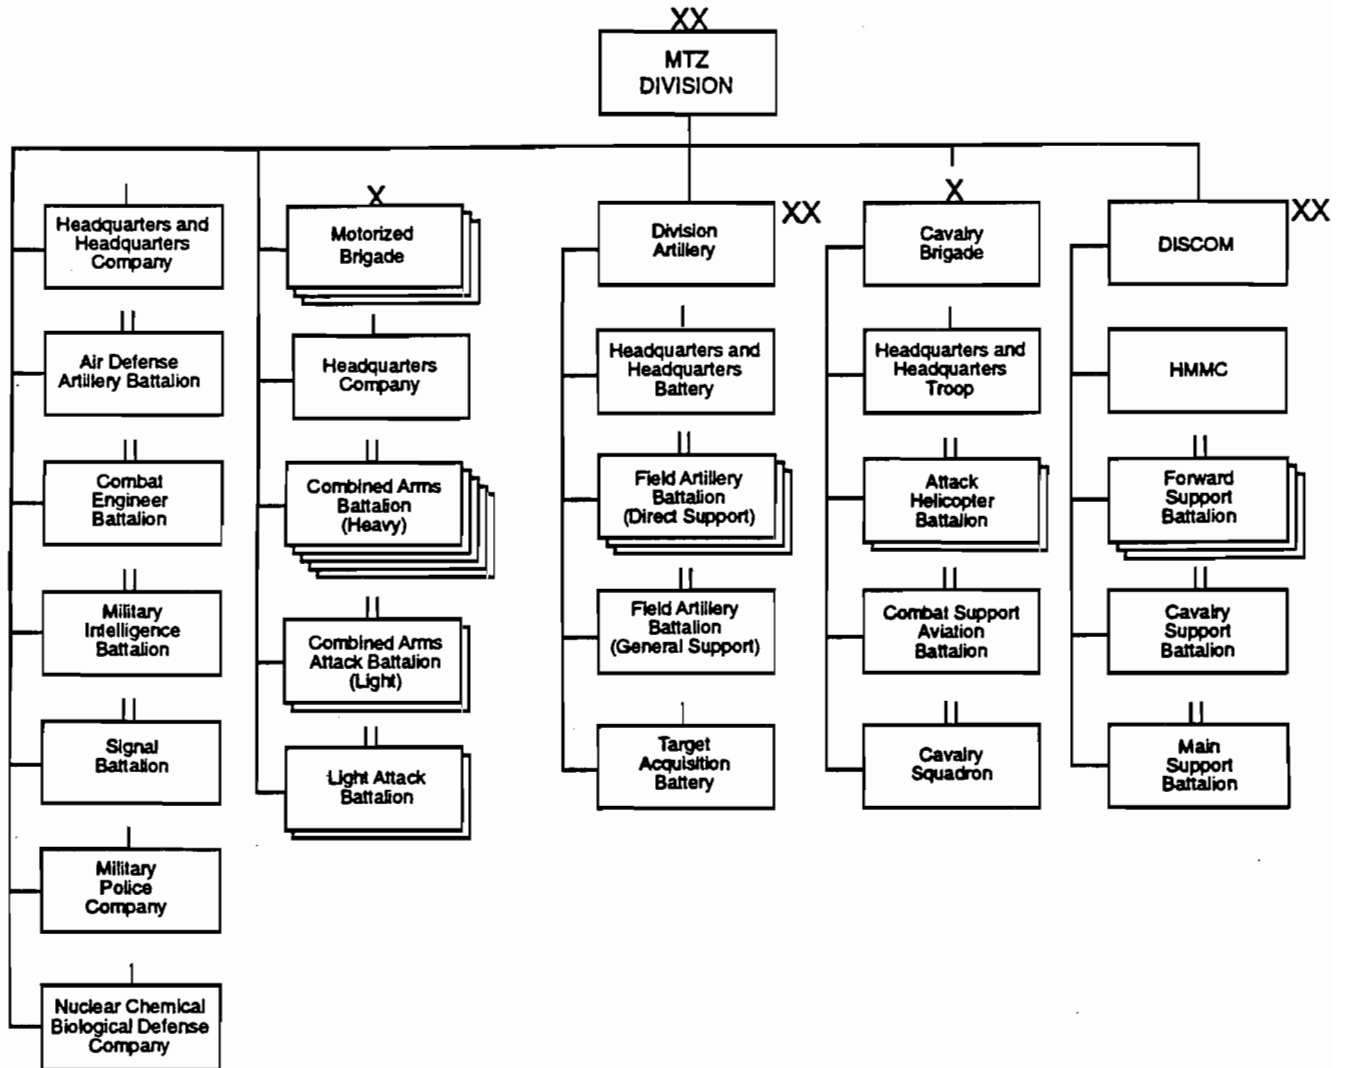 XX
MTZ
DIVISION
Headquarters and
Headquarters
Company
Air Defense
Artillery Battalion
Combat
Engineer
Battalion
Military
Intelligence
Battalion
Signal
Battalion
Military
Police
Company
Nuclear Chemical
Biological Defense
Company
X
Motorized
Brigade
Headquarters
Company
Combined Arms
Battalion
(Heavy)
Combined Arms
Attack Battalion
(Light)
Light Attack
Battalion
XX
Division
Artillery
Headquarters and
Headquarters
Battery
Field Artillery
Battalion
(Direct Support)
Field Artillery
Battalion
(General Support)
Target
Acquisition
Battery
X
Cavalry
Brigade
Headquarters and
Headquarters
Troop
Attack
Helicopter
Battalion
Combat Support
Aviation
Battalion
Cavalry
Squadron
XX
DISCOM
HMMC
Forward
Support
Battalion
Cavalry
Support
Battalion
Main
Support
Battalion